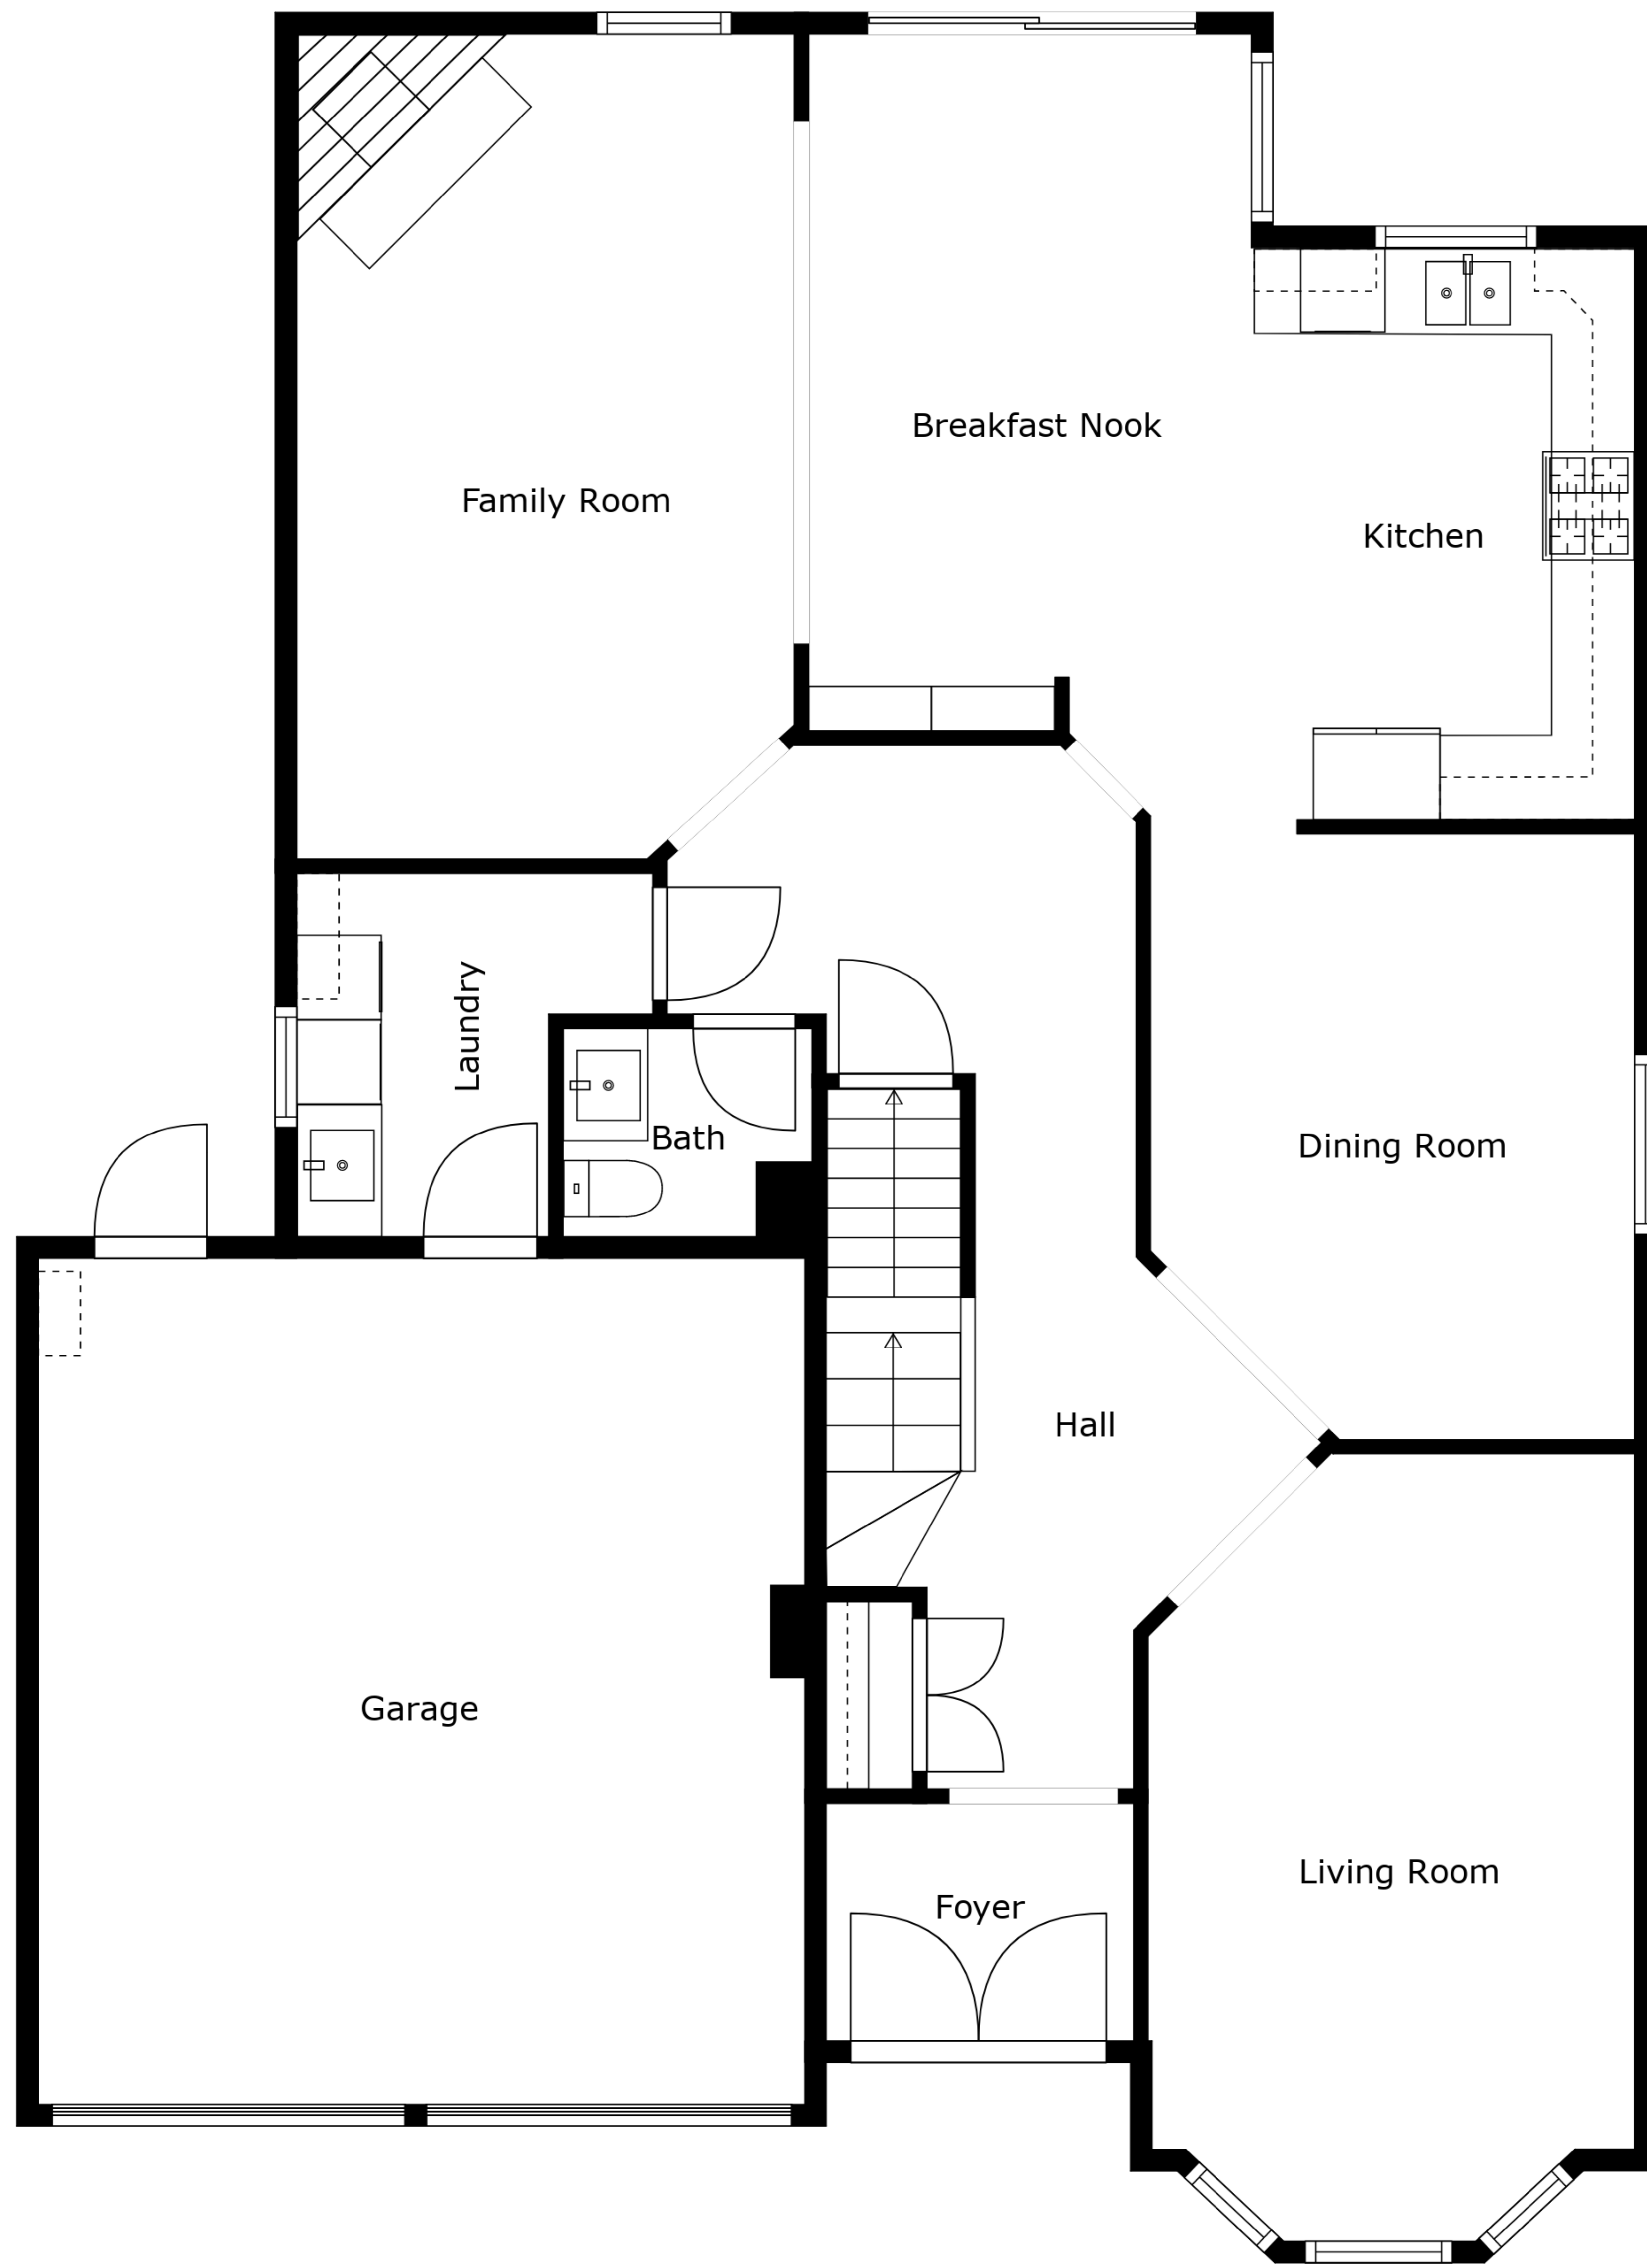 Breakfast Nook
Family Room
Kitchen
Laundry
Bath
Dining Room
Hall
Garage
Living Room
Foyer